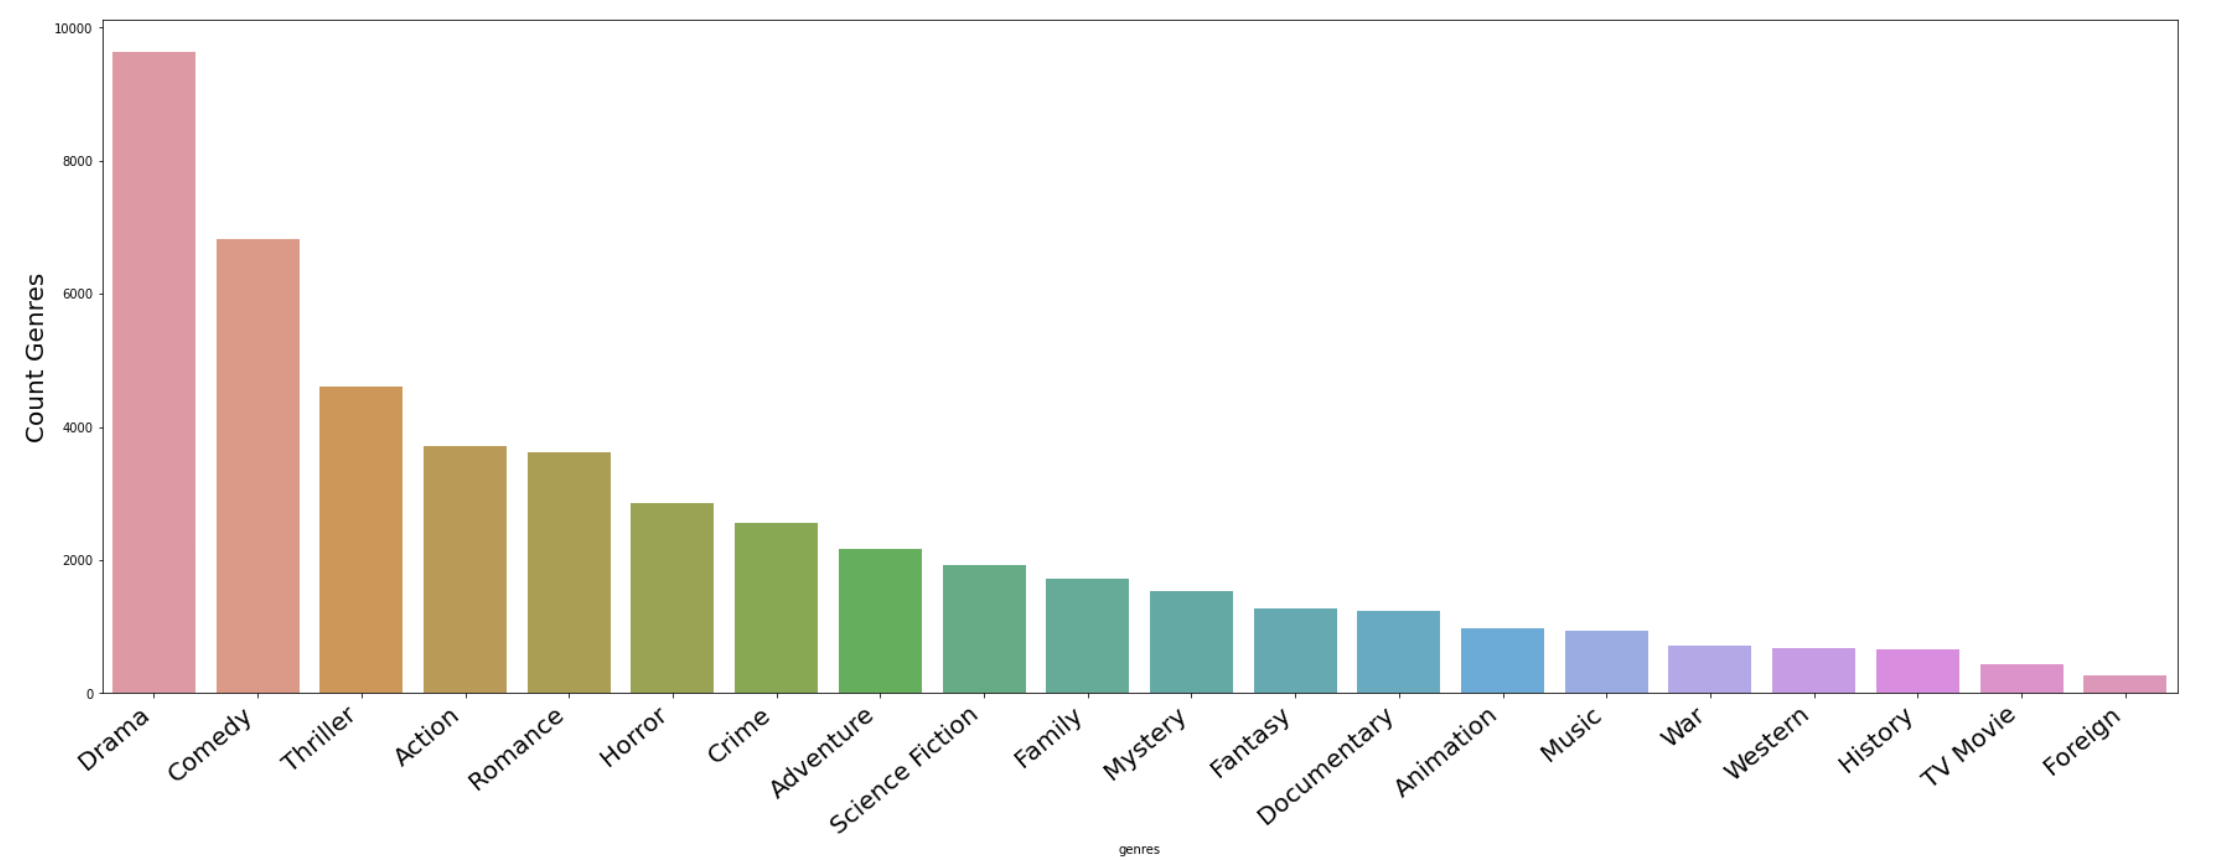 10000
8000
6000
4000
2000
0
Count Genres
Drama
Comedy
Thriller
Action
Romance
Horror
Crime
Adventure
Science Fiction
Family
Mystery
Fantasy
Documentary
Animation
Music
War
Western
History
TV Movie
Foreign
genres